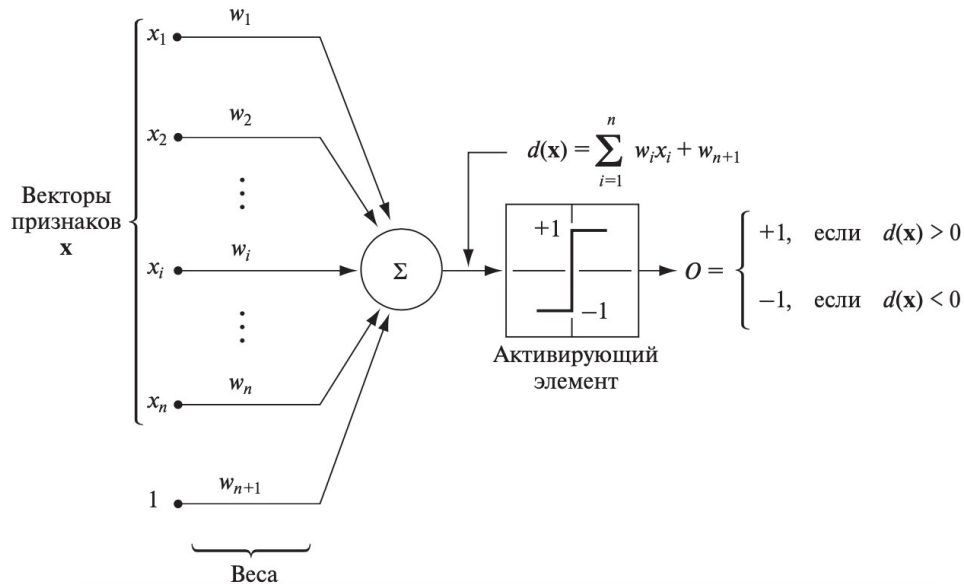 x₁ w₁
x₂ w₂
⋮ ⋮
Векторы
признаков
x
xᵢ wᵢ
⋮ ⋮
xₙ wₙ
1 wₙ₊₁
Веса
Σ
d(x) = ∑ᵢ₌₁ⁿ wᵢxᵢ + wₙ₊₁
+1
−1
Активирующий
элемент
O = {
+1, если d(x) > 0
−1, если d(x) < 0